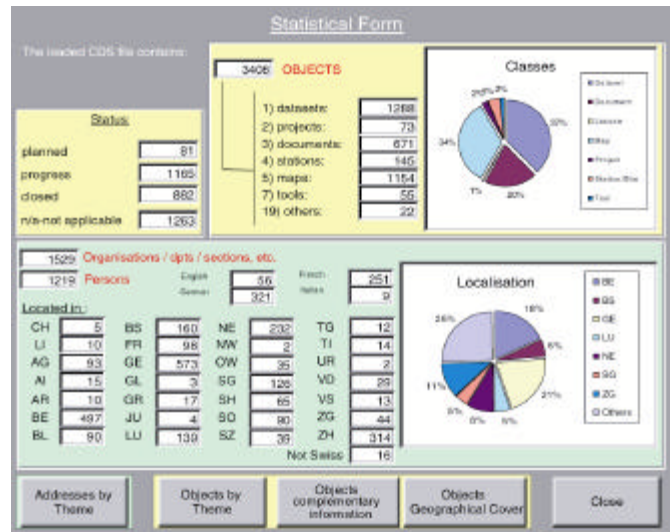 Statistical Form
The loaded CDS file contains:
3406 OBJECTS
1) datasets: 1288
2) projects: 73
3) documents: 671
4) stations: 145
5) maps: 1154
7) tools: 55
19) others: 22
Status:
planned 81
progress 1165
closed 882
n/a-not applicable 1263
Classes
37%
20%
1%
34%
Dataset
Document
Map
Project
Tool
1529 Organisations / dpts / sections, etc.
1219 Persons
English 56
German 321
French 251
Italian 9
Located in:
CH 5 BS 160 NE 232 TG 12
LI 10 FR 98 NW 2 TI 14
AG 93 GE 573 OW 35 UR 2
AI 15 GL 3 SG 126 VD 29
AR 10 GR 17 SH 65 VS 13
BE 497 JU 4 SO 90 ZG 44
BL 90 LU 139 SZ 39 ZH 314
Not Swiss 16
Localisation
18%
6%
21%
11%
BE
BS
GE
LU
NE
SG
ZG
Others
Addresses by Theme
Objects by Theme
Objects complementary information
Objects Geographical Cover
Close